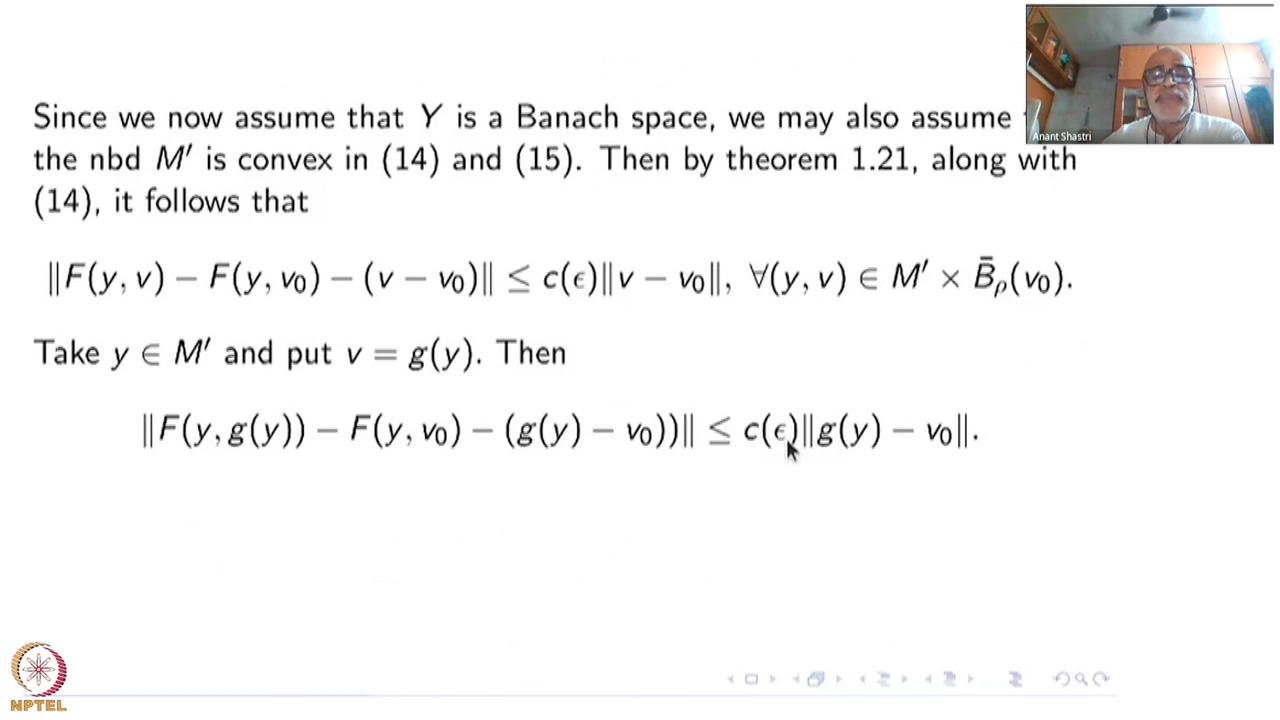 Since we now assume that Y is a Banach space, we may also assume
the nbd M′ is convex in (14) and (15). Then by theorem 1.21, along with
(14), it follows that
‖F(y, v) − F(y, v₀) − (v − v₀)‖ ≤ c(ϵ)‖v − v₀‖, ∀(y, v) ∈ M′ × B̄ρ(v₀).
Take y ∈ M′ and put v = g(y). Then
‖F(y, g(y)) − F(y, v₀) − (g(y) − v₀))‖ ≤ c(ϵ)‖g(y) − v₀‖.
Anant Shastri
NPTEL